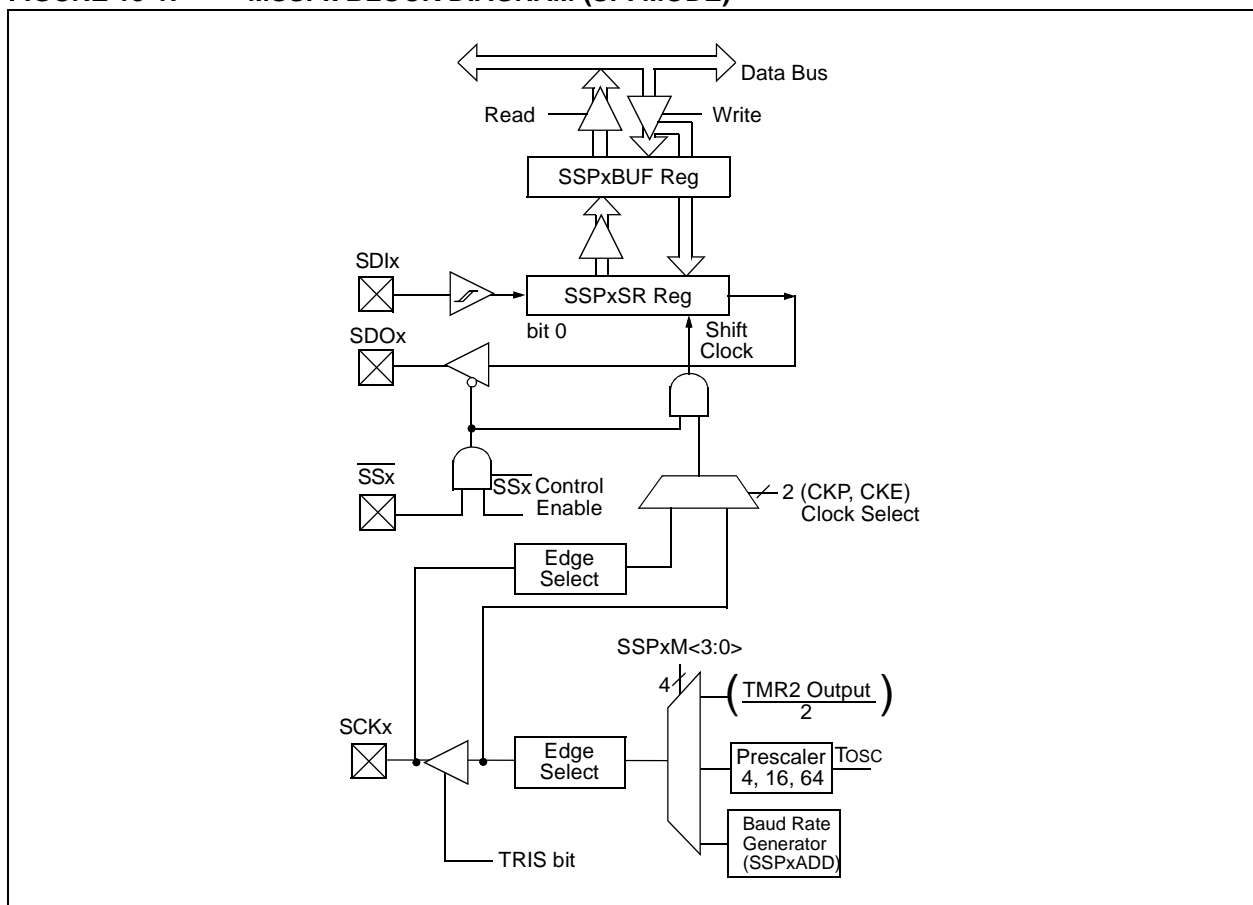 Data Bus
Read
Write
SSPxBUF Reg
SDIx
SSPxSR Reg
bit 0
Shift
Clock
SDOx
SSx
SSx Control
Enable
2 (CKP, CKE)
Clock Select
Edge
Select
SSPxM<3:0>
4
(TMR2 Output
2)
SCKx
Edge
Select
Prescaler
4, 16, 64
TOSC
Baud Rate
Generator
(SSPxADD)
TRIS bit